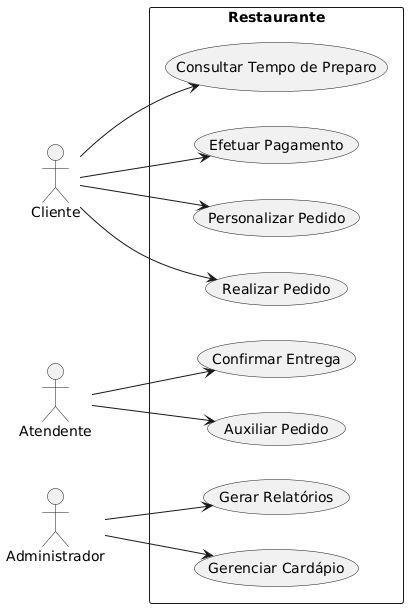 Restaurante
Consultar Tempo de Preparo
Efetuar Pagamento
Cliente
Personalizar Pedido
Realizar Pedido
Confirmar Entrega
Atendente
Auxiliar Pedido
Gerar Relatórios
Administrador
Gerenciar Cardápio